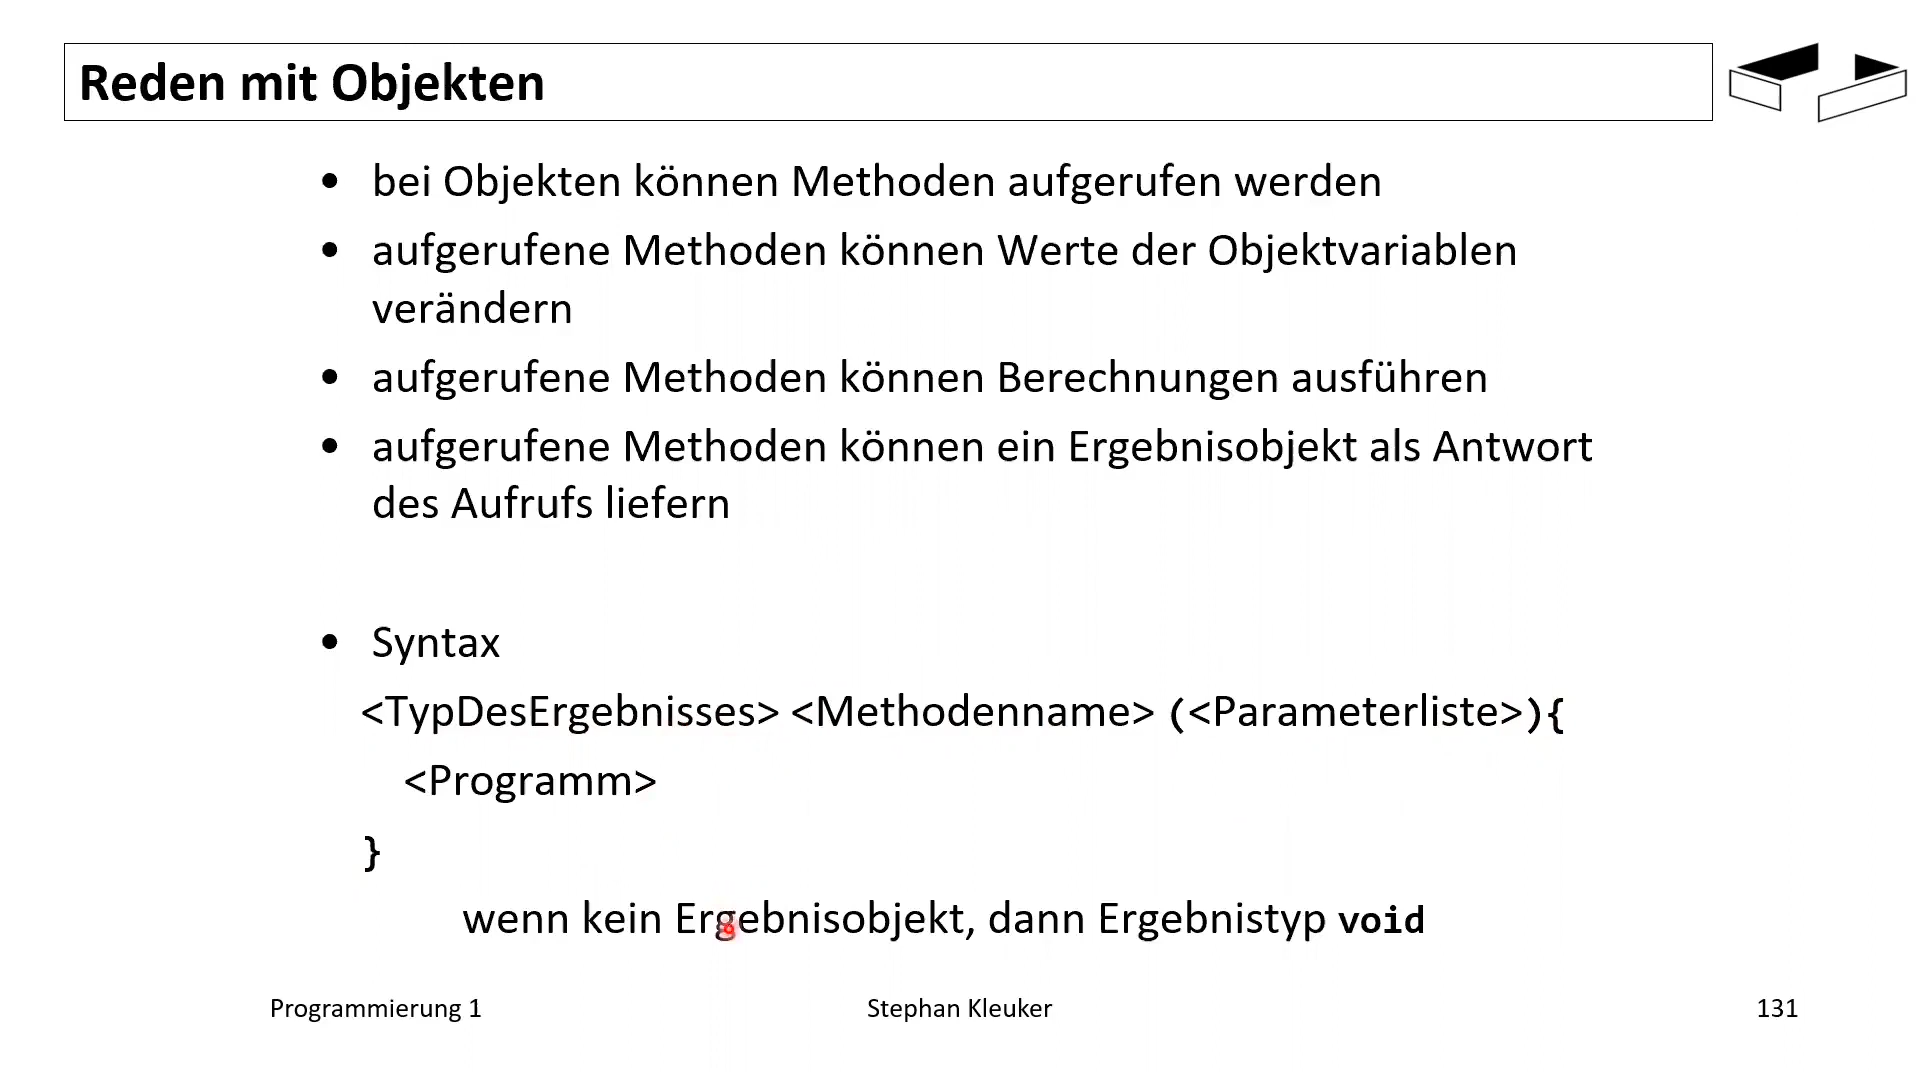 Reden mit Objekten
• bei Objekten können Methoden aufgerufen werden
• aufgerufene Methoden können Werte der Objektvariablen
verändern
• aufgerufene Methoden können Berechnungen ausführen
• aufgerufene Methoden können ein Ergebnisobjekt als Antwort
des Aufrufs liefern
• Syntax
<TypDesErgebnisses> <Methodenname> (<Parameterliste>){
<Programm>
}
wenn kein Ergebnisobjekt, dann Ergebnistyp void
Programmierung 1 Stephan Kleuker 131